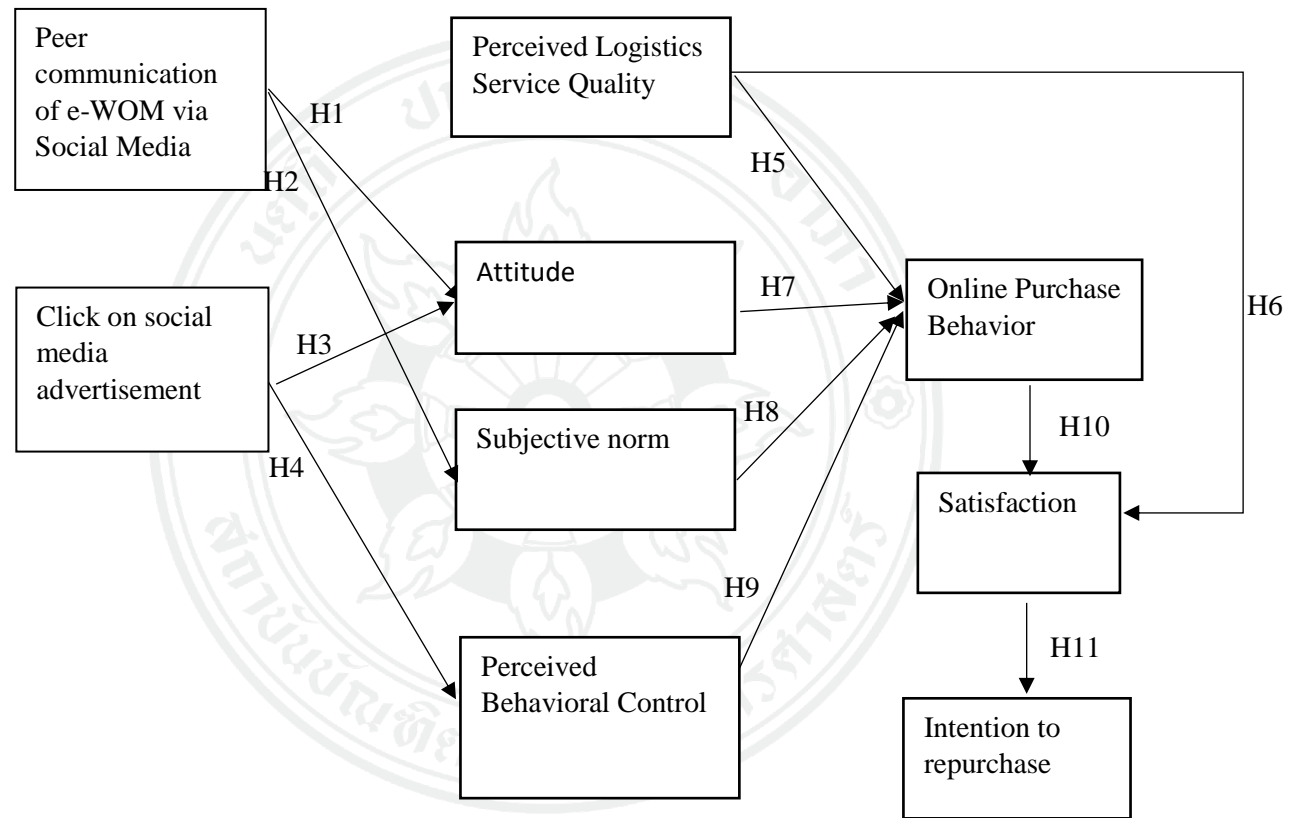 Peer
communication
of e-WOM via
Social Media
Perceived Logistics
Service Quality
H1
H2
H5
Attitude
H7
Online Purchase
Behavior
H6
Click on social
media
advertisement
H3
H4
Subjective norm
H8
H10
Satisfaction
H9
Perceived
Behavioral Control
H11
Intention to
repurchase